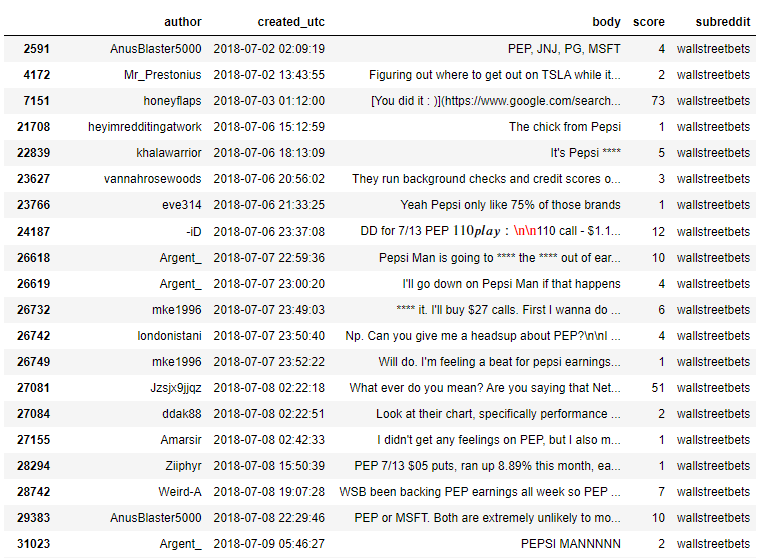 author created_utc body score subreddit
2591 AnusBlaster5000 2018-07-02 02:09:19 PEP, JNJ, PG, MSFT 4 wallstreetbets
4172 Mr_Prestonius 2018-07-02 13:43:55 Figuring out where to get out on TSLA while it... 2 wallstreetbets
7151 honeyflaps 2018-07-03 01:12:00 [You did it : )](https://www.google.com/search... 73 wallstreetbets
21708 heyimredditingatwork 2018-07-06 15:12:59 The chick from Pepsi 1 wallstreetbets
22839 khalawarrior 2018-07-06 18:13:09 It's Pepsi **** 5 wallstreetbets
23627 vannahrosewoods 2018-07-06 20:56:02 They run background checks and credit scores o... 3 wallstreetbets
23766 eve314 2018-07-06 21:33:25 Yeah Pepsi only like 75% of those brands 1 wallstreetbets
24187 -iD 2018-07-06 23:37:08 DD for 7/13 PEP 110play : \n\n110 call - $1.1... 12 wallstreetbets
26618 Argent_ 2018-07-07 22:59:36 Pepsi Man is going to **** the **** out of ear... 10 wallstreetbets
26619 Argent_ 2018-07-07 23:00:20 I'll go down on Pepsi Man if that happens 4 wallstreetbets
26732 mke1996 2018-07-07 23:49:03 **** it. I'll buy $27 calls. First I wanna do ... 6 wallstreetbets
26742 londonistani 2018-07-07 23:50:40 Np. Can you give me a headsup about PEP?\n\nI ... 4 wallstreetbets
26749 mke1996 2018-07-07 23:52:22 Will do. I'm feeling a beat for pepsi earnings... 1 wallstreetbets
27081 Jzsjx9jjqz 2018-07-08 02:22:18 What ever do you mean? Are you saying that Net... 51 wallstreetbets
27084 ddak88 2018-07-08 02:22:51 Look at their chart, specifically performance ... 2 wallstreetbets
27155 Amarsir 2018-07-08 02:42:33 I didn't get any feelings on PEP, but I also m... 1 wallstreetbets
28294 Ziiphyr 2018-07-08 15:50:39 PEP 7/13 $05 puts, ran up 8.89% this month, ea... 1 wallstreetbets
28742 Weird-A 2018-07-08 19:07:28 WSB been backing PEP earnings all week so PEP ... 7 wallstreetbets
29383 AnusBlaster5000 2018-07-08 22:29:46 PEP or MSFT. Both are extremely unlikely to mo... 10 wallstreetbets
31023 Argent_ 2018-07-09 05:46:27 PEPSI MANNNNN 2 wallstreetbets